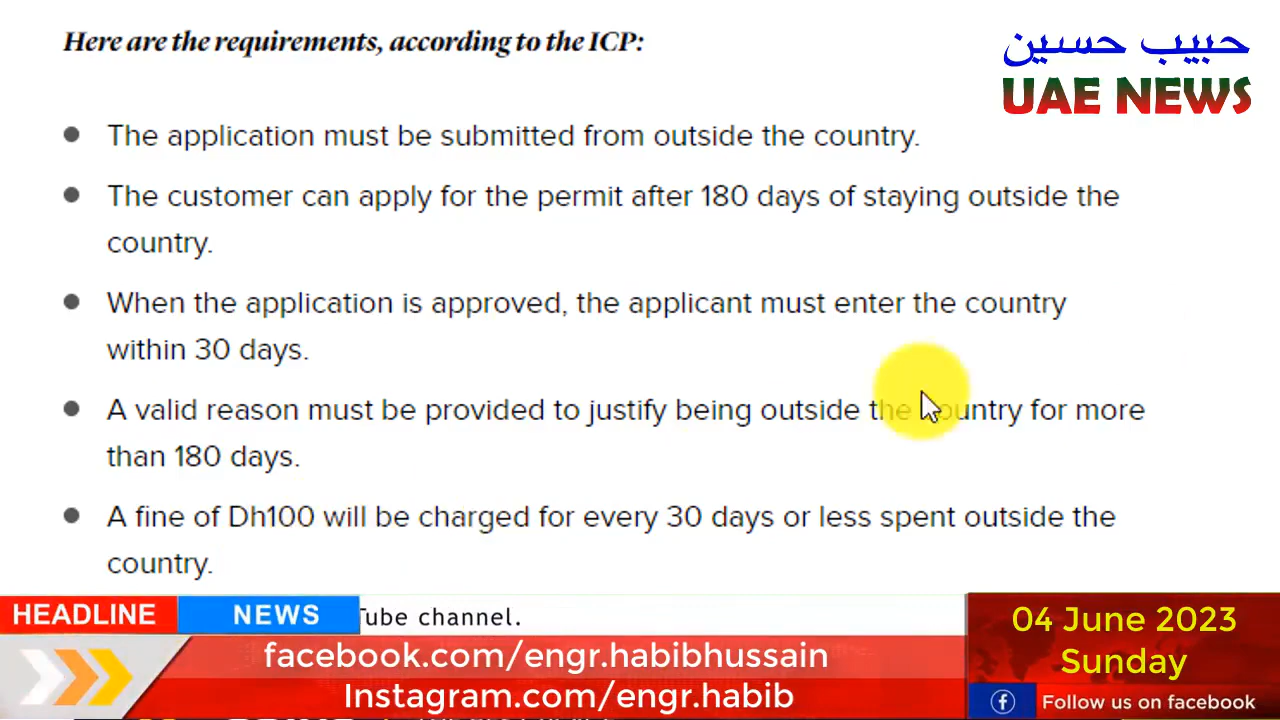 Here are the requirements, according to the ICP:
حبيب حسين
UAE NEWS
The application must be submitted from outside the country.
The customer can apply for the permit after 180 days of staying outside the
country.
When the application is approved, the applicant must enter the country
within 30 days.
A valid reason must be provided to justify being outside the country for more
than 180 days.
A fine of Dh100 will be charged for every 30 days or less spent outside the
country.
HEADLINE NEWS Tube channel.
facebook.com/engr.habibhussain
Instagram.com/engr.habib
04 June 2023
Sunday
Follow us on facebook